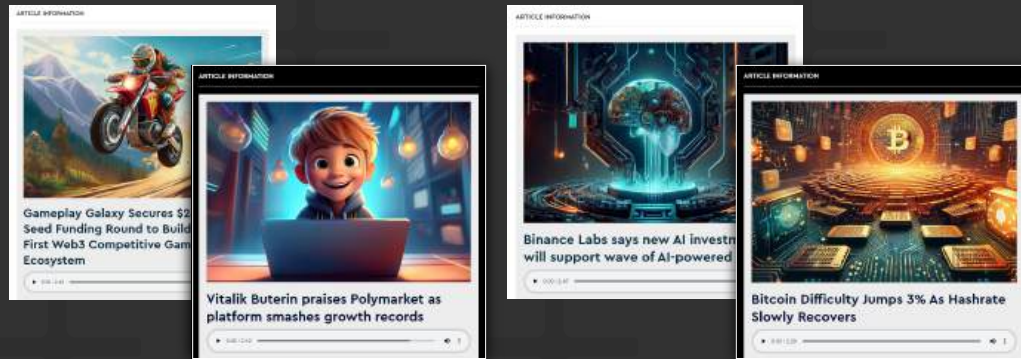 ARTICLE INFORMATION
Gameplay Galaxy Secures $2
Seed Funding Round to Build
First Web3 Competitive Gam
Ecosystem
ARTICLE INFORMATION
Vitalik Buterin praises Polymarket as
platform smashes growth records
ARTICLE INFORMATION
Binance Labs says new AI investm
will support wave of AI-powered
ARTICLE INFORMATION
Bitcoin Difficulty Jumps 3% As Hashrate
Slowly Recovers